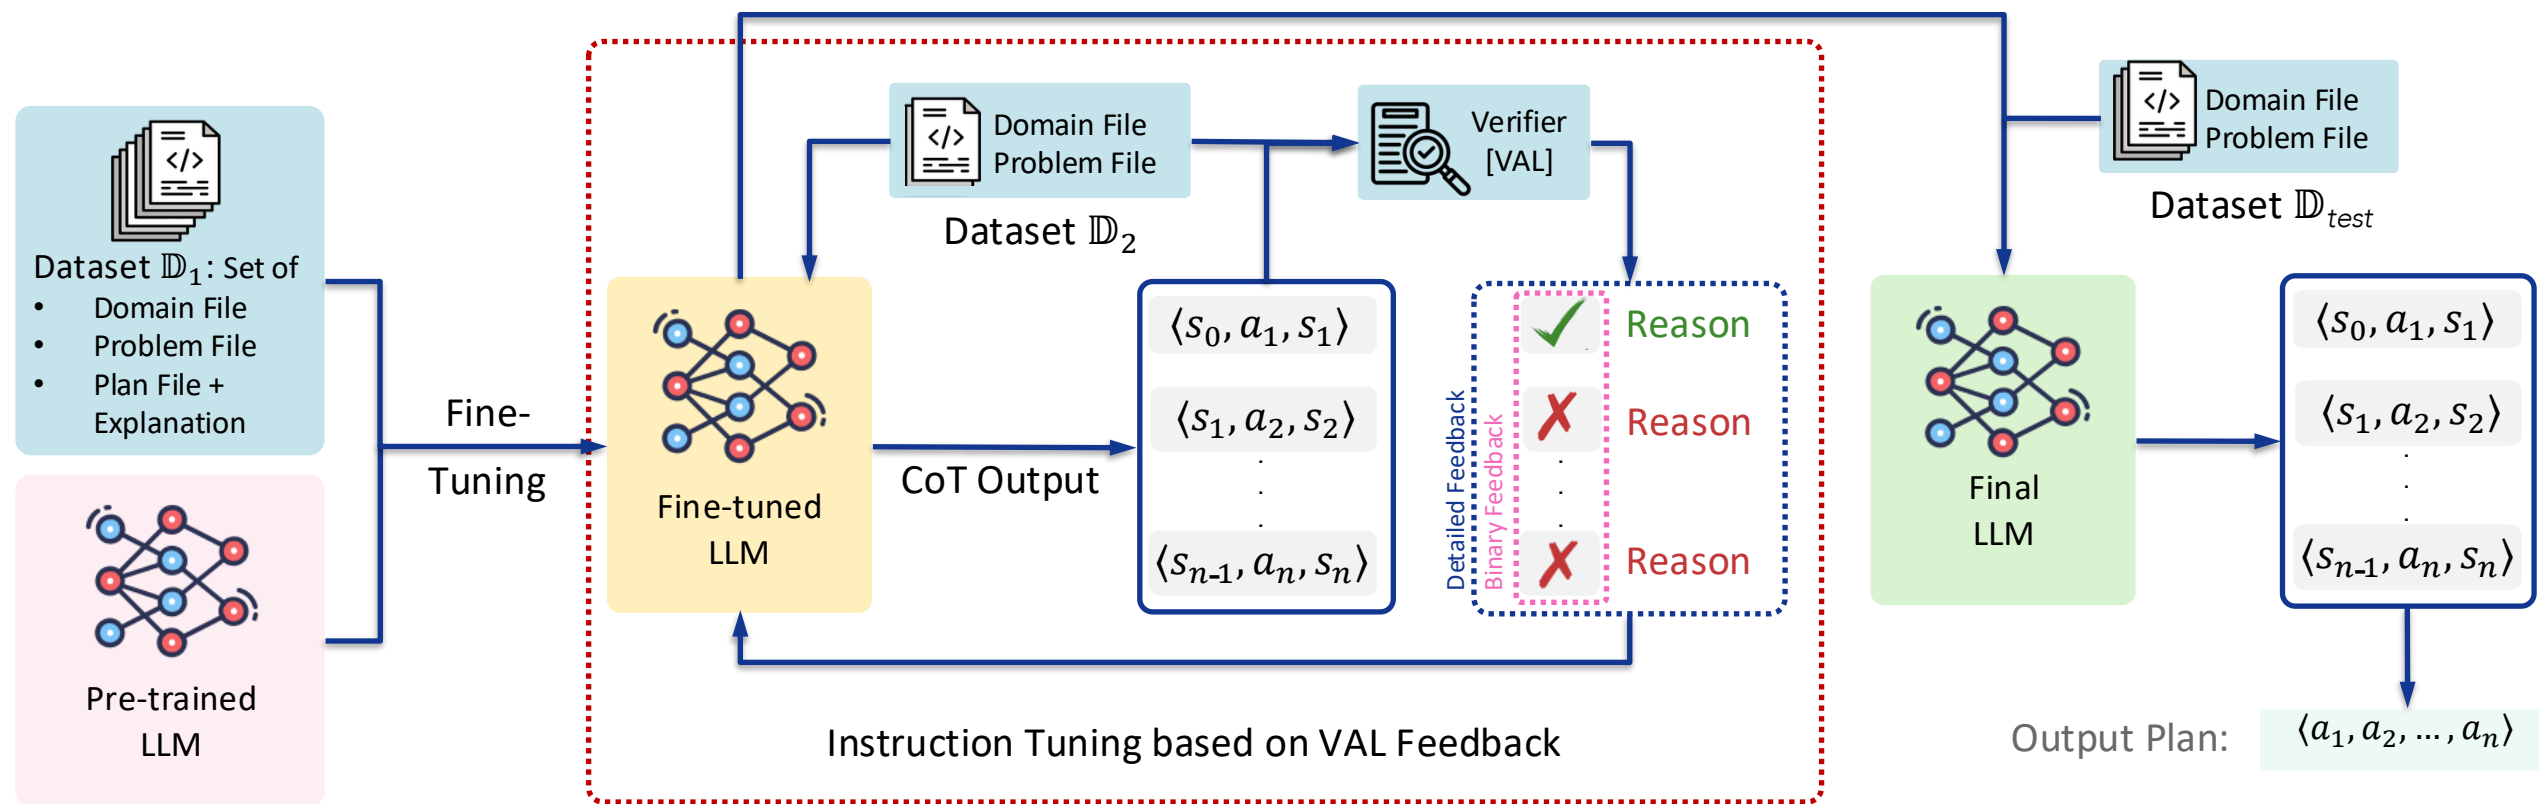 Dataset 𝔻₁: Set of
• Domain File
• Problem File
• Plan File +
Explanation
Pre-trained
LLM
Fine-
Tuning
Fine-tuned
LLM
Domain File
Problem File
Dataset 𝔻₂
Verifier
[VAL]
CoT Output
⟨s₀, a₁, s₁⟩
⟨s₁, a₂, s₂⟩
.
.
.
⟨sₙ₋₁, aₙ, sₙ⟩
Detailed Feedback
Binary Feedback
✓ Reason
✗ Reason
.
.
.
✗ Reason
Instruction Tuning based on VAL Feedback
Domain File
Problem File
Dataset 𝔻test
Final
LLM
⟨s₀, a₁, s₁⟩
⟨s₁, a₂, s₂⟩
.
.
.
⟨sₙ₋₁, aₙ, sₙ⟩
Output Plan: ⟨a₁, a₂, ... , aₙ⟩